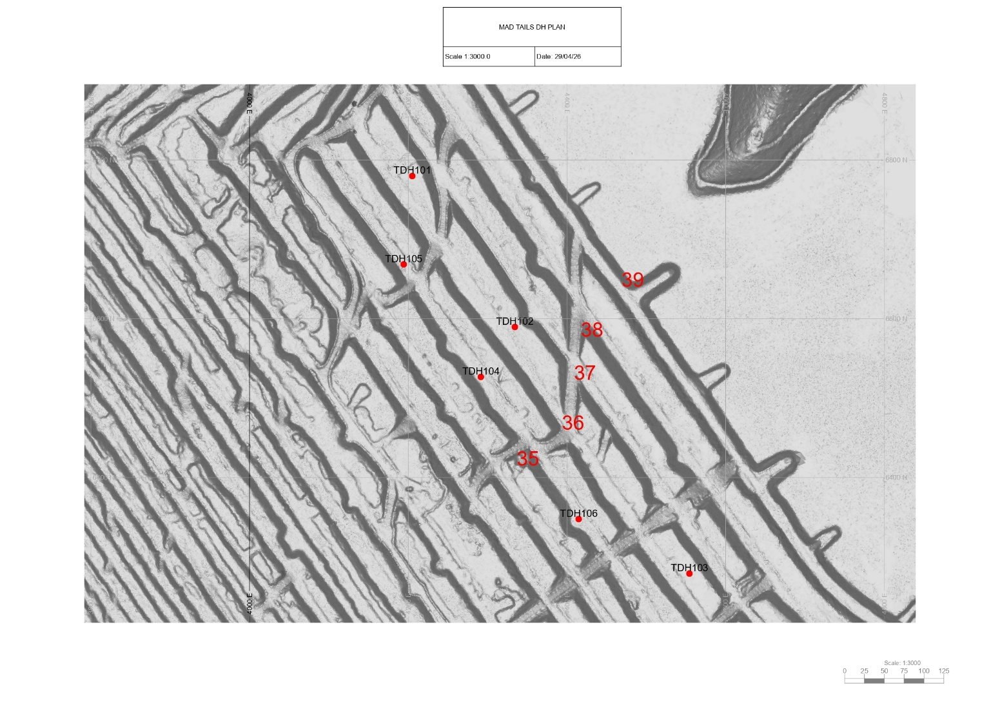 MAD TAILS DH PLAN
Scale 1:3000.0
Date: 29/04/26
4000 E
4400 E
4800 E
6800 N
TDH101
TDH105
39
TDH102
6600 N
38
TDH104
37
36
35
6400 N
TDH106
TDH103
4000 E
Scale: 1:3000
0 25 50 75 100 125